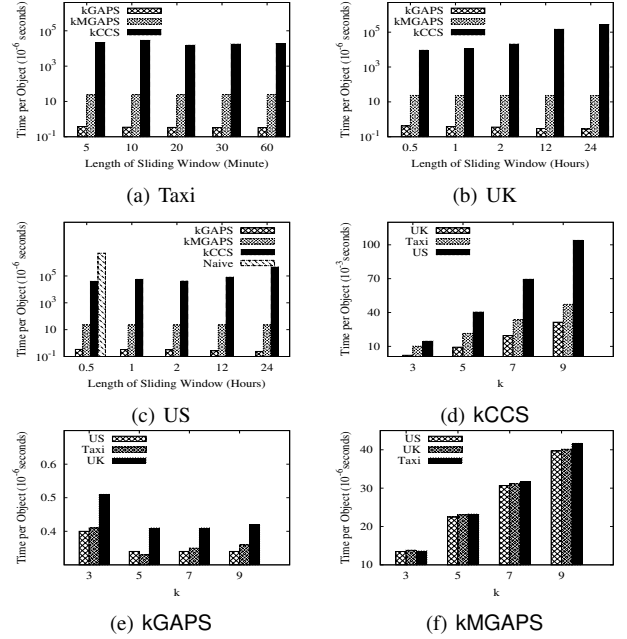 kGAPS
kMGAPS
kCCS
Time per Object (10^-6 seconds)
10^5
10^3
10
10^-1
5 10 20 30 60
Length of Sliding Window (Minute)
(a) Taxi
kGAPS
kMGAPS
kCCS
Time per Object (10^-6 seconds)
10^5
10^3
10
10^-1
0.5 1 2 12 24
Length of Sliding Window (Hours)
(b) UK
kGAPS
kMGAPS
kCCS
Naive
Time per Object (10^-6 seconds)
10^5
10^3
10
10^-1
0.5 1 2 12 24
Length of Sliding Window (Hours)
(c) US
UK
Taxi
US
Time per Object (10^-3 seconds)
100
70
40
10
3 5 7 9
k
(d) kCCS
US
Taxi
UK
Time per Object (10^-6 seconds)
0.6
0.5
0.4
3 5 7 9
k
(e) kGAPS
US
UK
Taxi
Time per Object (10^-6 seconds)
40
30
20
10
3 5 7 9
k
(f) kMGAPS